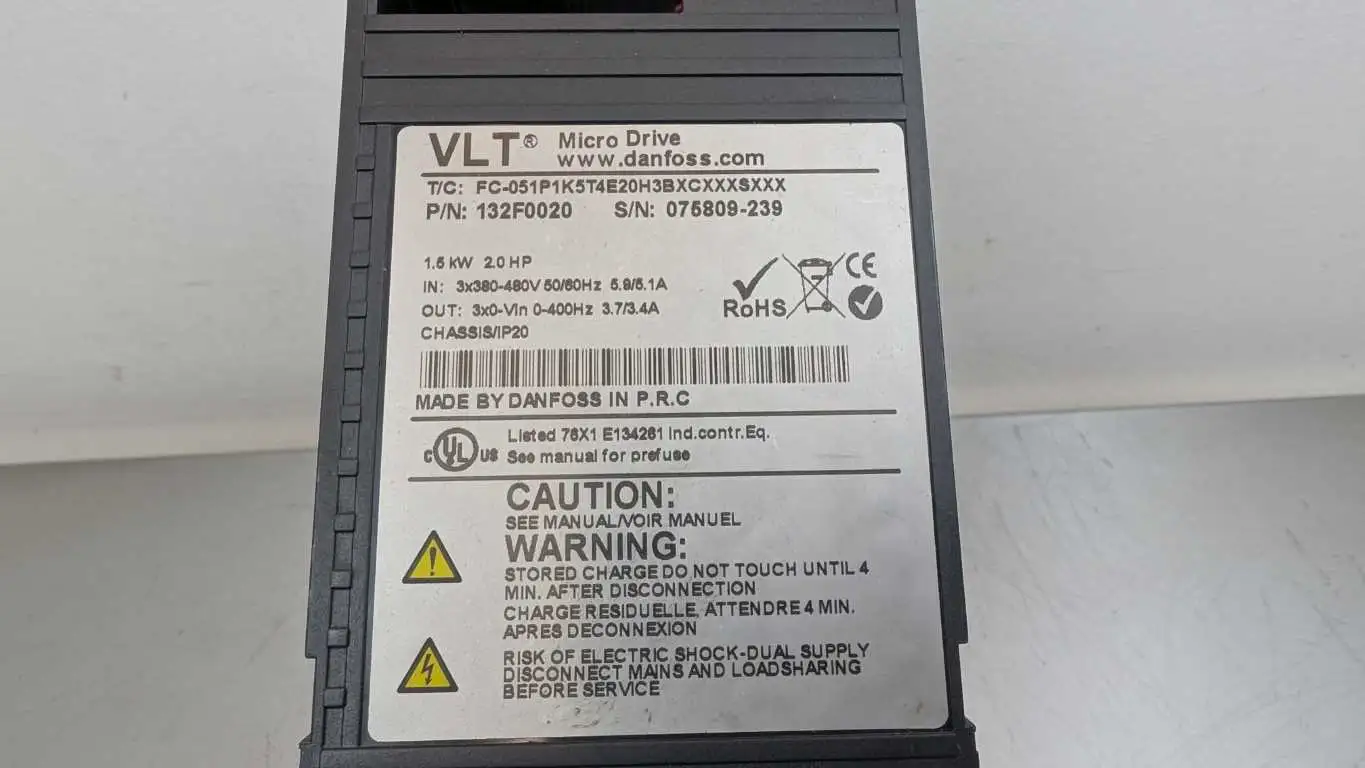 VLT® Micro Drive
www.danfoss.com
T/C: FC-051P1K5T4E20H3BXCXXXSXXX
P/N: 132F0020 S/N: 075809-239
1.5 kW 2.0 HP
IN: 3x380-480V 50/60Hz 5.9/5.1A
OUT: 3x0-Vin 0-400Hz 3.7/3.4A
CHASSIS/IP20
RoHS CE
MADE BY DANFOSS IN P.R.C
C UL US Listed 76X1 E134261 Ind.contr.Eq.
See manual for prefuse
CAUTION:
SEE MANUAL/VOIR MANUEL
WARNING:
STORED CHARGE DO NOT TOUCH UNTIL 4
MIN. AFTER DISCONNECTION
CHARGE RESIDUELLE, ATTENDRE 4 MIN.
APRES DECONNEXION
RISK OF ELECTRIC SHOCK-DUAL SUPPLY
DISCONNECT MAINS AND LOADSHARING
BEFORE SERVICE